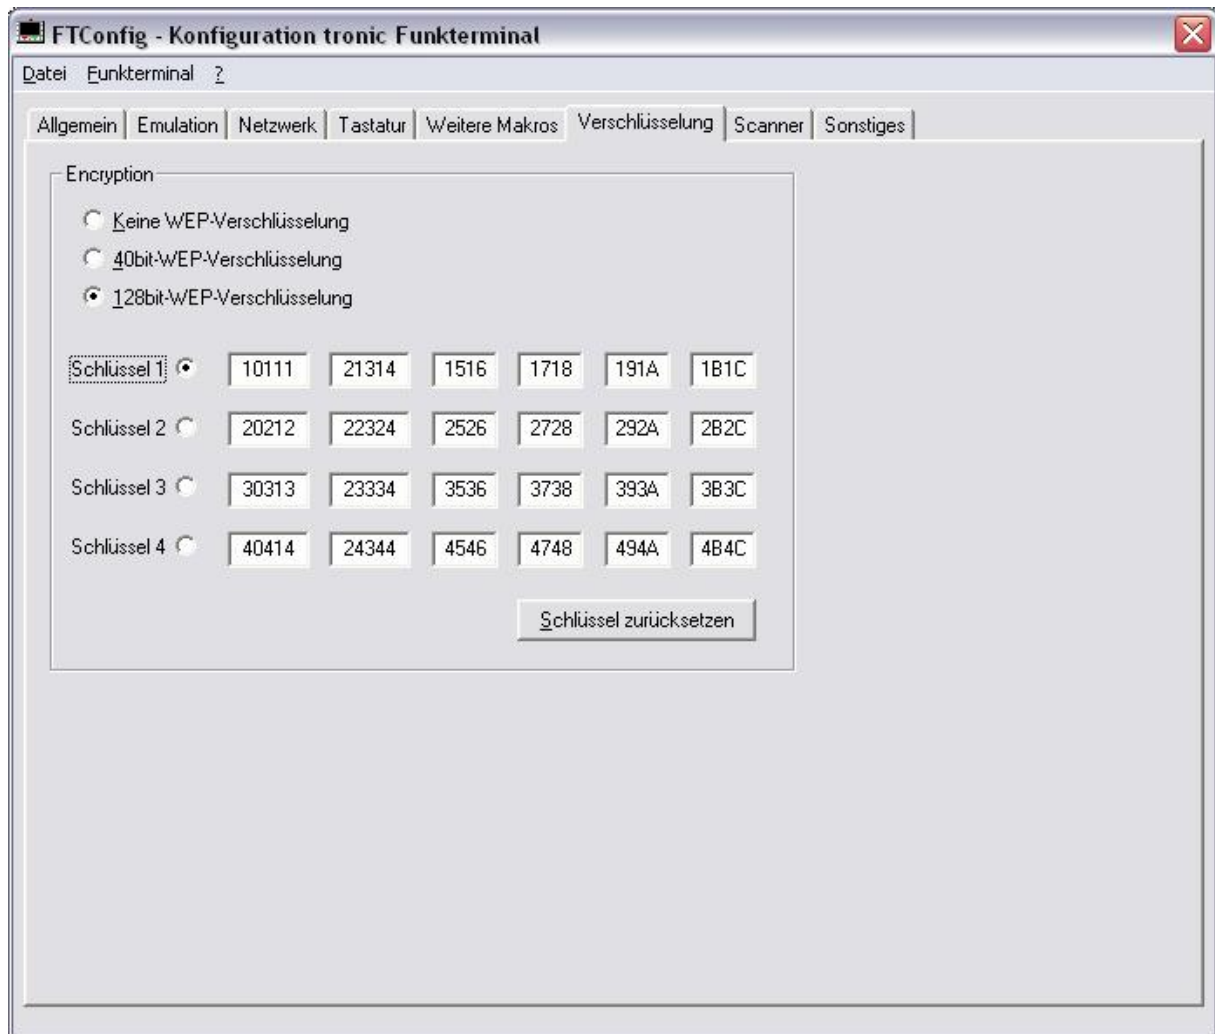 FTConfig - Konfiguration tronic Funkterminal
Datei Funkterminal ?
Allgemein Emulation Netzwerk Tastatur Weitere Makros Verschlüsselung Scanner Sonstiges
Encryption
Keine WEP-Verschlüsselung
40bit-WEP-Verschlüsselung
128bit-WEP-Verschlüsselung
Schlüssel 1 10111 21314 1516 1718 191A 1B1C
Schlüssel 2 20212 22324 2526 2728 292A 2B2C
Schlüssel 3 30313 23334 3536 3738 393A 3B3C
Schlüssel 4 40414 24344 4546 4748 494A 4B4C
Schlüssel zurücksetzen